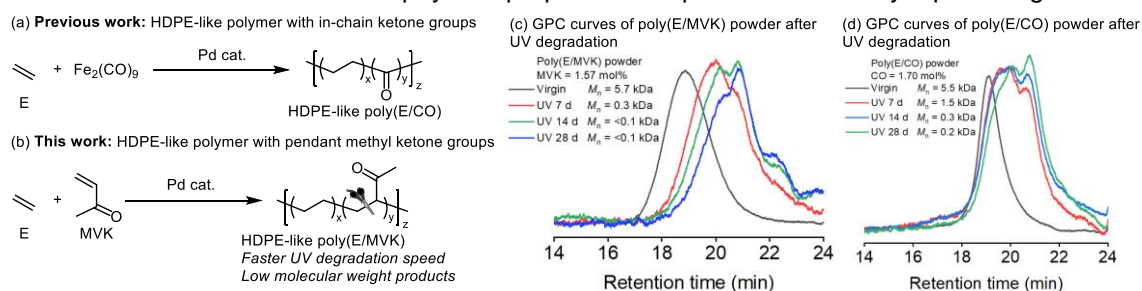 (a) Previous work: HDPE-like polymer with in-chain ketone groups
E
+ Fe2(CO)9
Pd cat.
x
y
z
O
HDPE-like poly(E/CO)
(b) This work: HDPE-like polymer with pendant methyl ketone groups
E
+
O
MVK
Pd cat.
O
x
y
z
HDPE-like poly(E/MVK)
Faster UV degradation speed
Low molecular weight products
(c) GPC curves of poly(E/MVK) powder after
UV degradation
Poly(E/MVK) powder
MVK = 1.57 mol%
Virgin Mn = 5.7 kDa
UV 7 d Mn = 0.3 kDa
UV 14 d Mn = <0.1 kDa
UV 28 d Mn = <0.1 kDa
14 16 18 20 22 24
Retention time (min)
(d) GPC curves of poly(E/CO) powder after
UV degradation
Poly(E/CO) powder
CO = 1.70 mol%
Virgin Mn = 5.5 kDa
UV 7 d Mn = 1.5 kDa
UV 14 d Mn = 0.3 kDa
UV 28 d Mn = 0.2 kDa
14 16 18 20 22 24
Retention time (min)